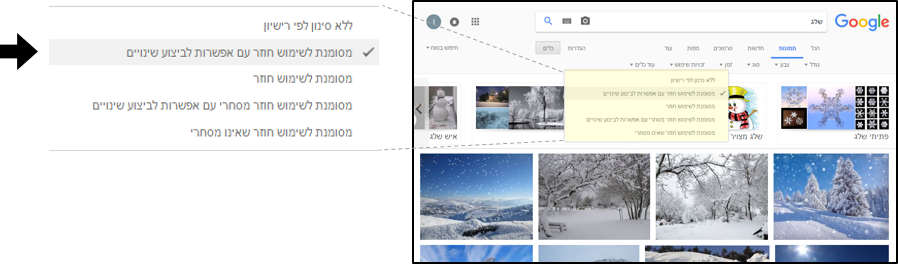 ללא סינון לפי רישיון
מסומנת לשימוש חוזר עם אפשרות לביצוע שינויים
מסומנת לשימוש חוזר
מסומנת לשימוש חוזר מסחרי עם אפשרות לביצוע שינויים
מסומנת לשימוש חוזר שאינו מסחרי
Google
שלג
הכל תמונות חדשות סרטונים מפות עוד הגדרות כלים חיפוש בטוח
גודל צבע סוג זמן זכויות שימוש עוד כלים
ללא סינון לפי רישיון
מסומנת לשימוש חוזר עם אפשרות לביצוע שינויים
מסומנת לשימוש חוזר
מסומנת לשימוש חוזר מסחרי עם אפשרות לביצוע שינויים
מסומנת לשימוש חוזר שאינו מסחרי
פתיתי שלג
שלג מצויר
איש שלג